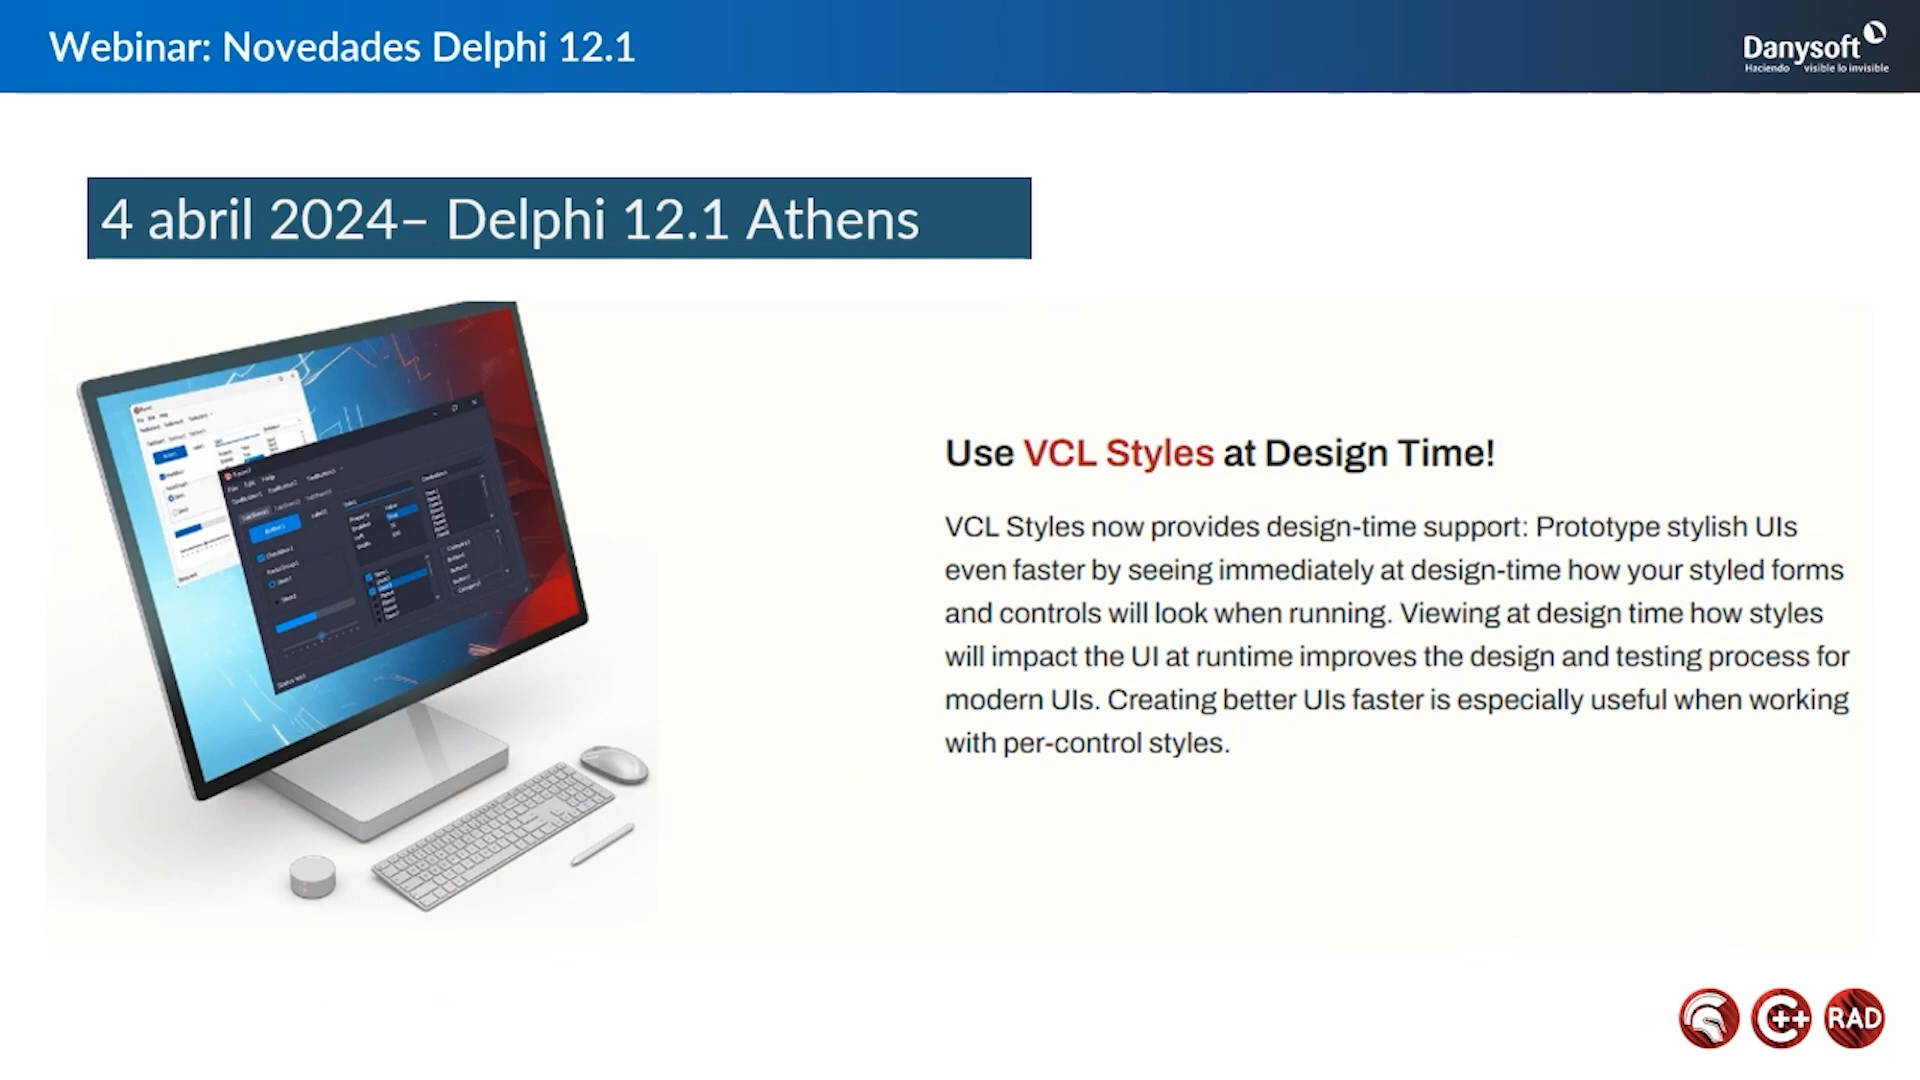 Webinar: Novedades Delphi 12.1
Danysoft
Haciendo visible lo invisible
4 abril 2024– Delphi 12.1 Athens
Use VCL Styles at Design Time!
VCL Styles now provides design-time support: Prototype stylish UIs
even faster by seeing immediately at design-time how your styled forms
and controls will look when running. Viewing at design time how styles
will impact the UI at runtime improves the design and testing process for
modern UIs. Creating better UIs faster is especially useful when working
with per-control styles.
File Edit Help
C++
RAD